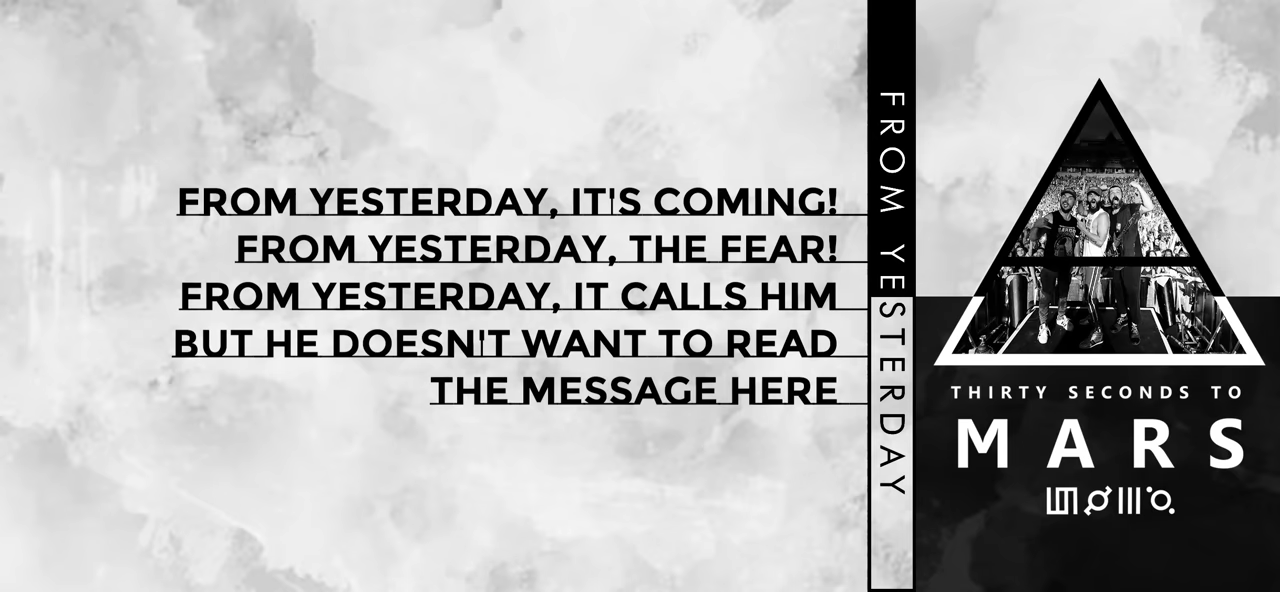 FROM YESTERDAY, IT'S COMING!
FROM YESTERDAY, THE FEAR!
FROM YESTERDAY, IT CALLS HIM
BUT HE DOESN'T WANT TO READ
THE MESSAGE HERE
FROM YESTERDAY
THIRTY SECONDS TO
MARS